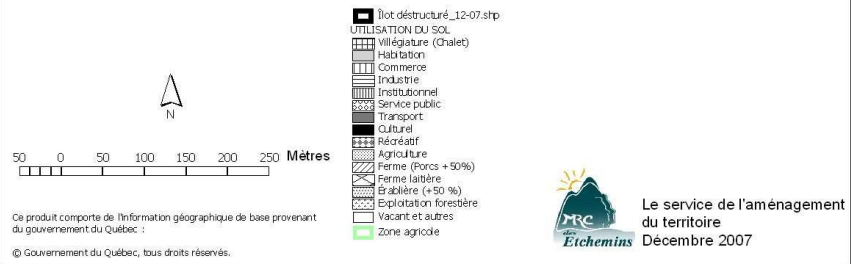 N
50 0 50 100 150 200 250 Mètres
Ce produit comporte de l'information géographique de base provenant
du gouvernement du Québec :
© Gouvernement du Québec, tous droits réservés.
Îlot déstructuré_12-07.shp
UTILISATION DU SOL
Villégiature (Chalet)
Habitation
Commerce
Industrie
Institutionnel
Service public
Transport
Culturel
Récréatif
Agriculture
Ferme (Porcs +50%)
Ferme laitière
Érablière (+50 %)
Exploitation forestière
Vacant et autres
Zone agricole
MRC
des
Etchemins
Le service de l'aménagement
du territoire
Décembre 2007